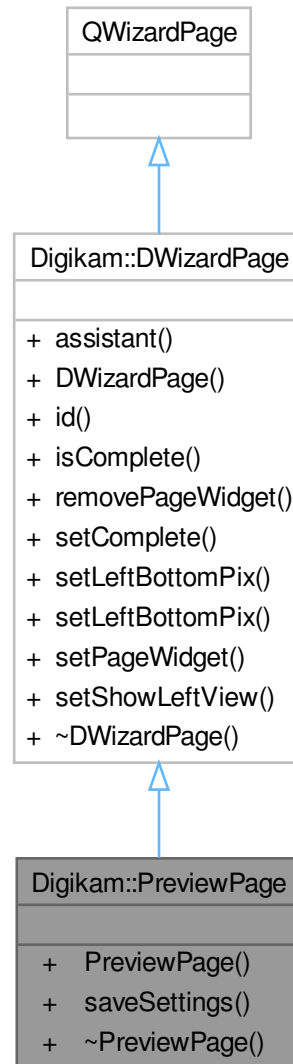 QWizardPage
Digikam::DWizardPage
+ assistant()
+ DWizardPage()
+ id()
+ isComplete()
+ removePageWidget()
+ setComplete()
+ setLeftBottomPix()
+ setLeftBottomPix()
+ setPageWidget()
+ setShowLeftView()
+ ~DWizardPage()
Digikam::PreviewPage
+ PreviewPage()
+ saveSettings()
+ ~PreviewPage()